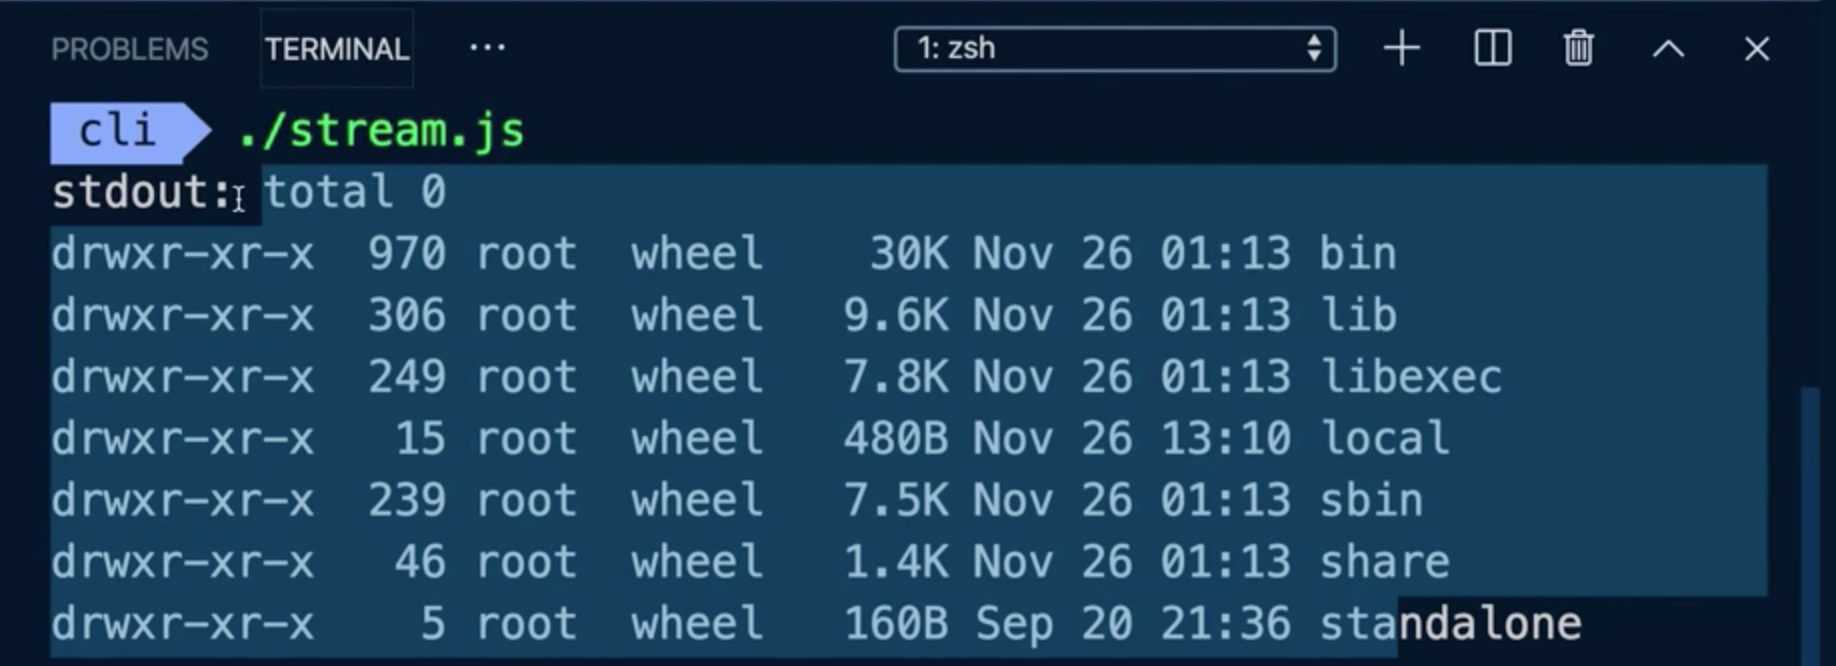 PROBLEMS TERMINAL ··· 1: zsh
cli ./stream.js
stdout: total 0
drwxr-xr-x  970 root  wheel    30K Nov 26 01:13 bin
drwxr-xr-x  306 root  wheel   9.6K Nov 26 01:13 lib
drwxr-xr-x  249 root  wheel   7.8K Nov 26 01:13 libexec
drwxr-xr-x   15 root  wheel   480B Nov 26 13:10 local
drwxr-xr-x  239 root  wheel   7.5K Nov 26 01:13 sbin
drwxr-xr-x   46 root  wheel   1.4K Nov 26 01:13 share
drwxr-xr-x    5 root  wheel   160B Sep 20 21:36 standalone